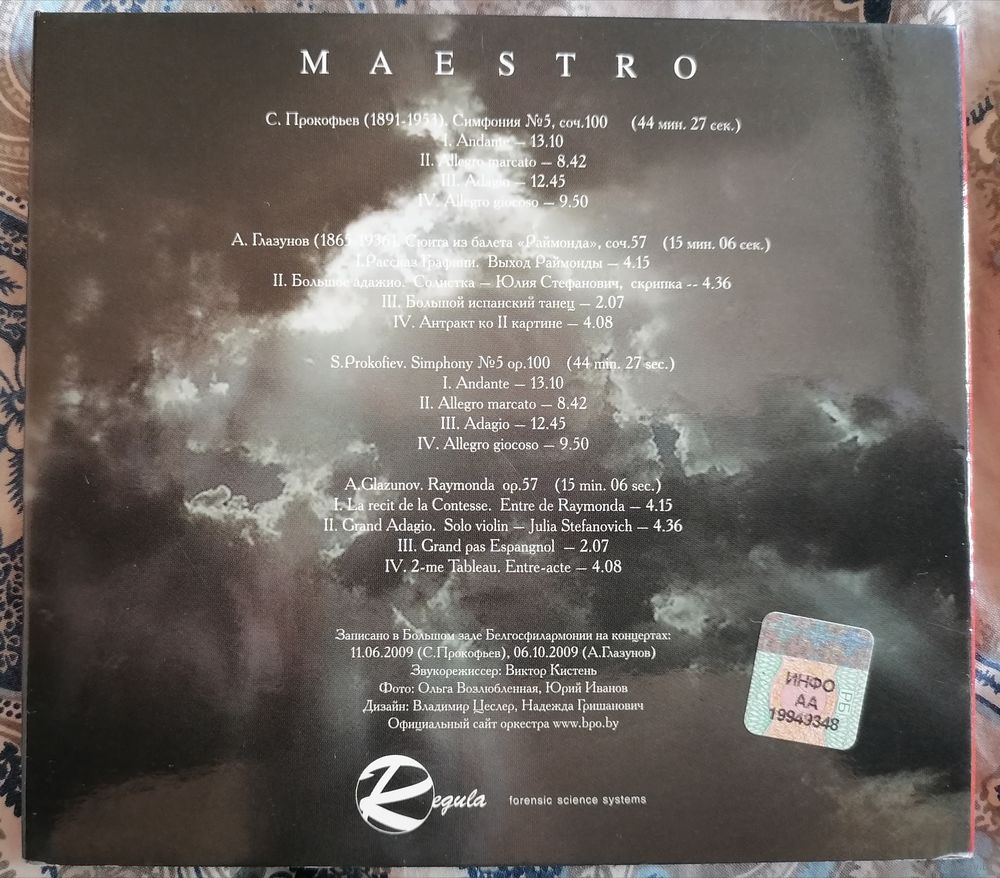 MAESTRO
С. Прокофьев (1891-1953). Симфония №5, соч.100 (44 мин. 27 сек.)
I. Andante – 13.10
II. Allegro marcato – 8.42
III. Adagio – 12.45
IV. Allegro giocoso – 9.50
А. Глазунов (1865-1936). Сюита из балета «Раймонда», соч.57 (15 мин. 06 сек.)
I.Рассказ Графини. Выход Раймонды – 4.15
II. Большое адажио. Солистка – Юлия Стефанович, скрипка -- 4.36
III. Большой испанский танец – 2.07
IV. Антракт ко II картине – 4.08
S.Prokofiev. Simphony №5 op.100 (44 min. 27 sec.)
I. Andante – 13.10
II. Allegro marcato – 8.42
III. Adagio – 12.45
IV. Allegro giocoso – 9.50
A.Glazunov. Raymonda op.57 (15 min. 06 sec.)
I. La recit de la Contesse. Entre de Raymonda – 4.15
II. Grand Adagio. Solo violin – Julia Stefanovich – 4.36
III. Grand pas Espangnol – 2.07
IV. 2-me Tableau. Entre-acte – 4.08
Записано в Большом зале Белгосфилармонии на концертах:
11.06.2009 (С.Прокофьев), 06.10.2009 (А.Глазунов)
Звукорежиссер: Виктор Кистень
Фото: Ольга Возлюбленная, Юрий Иванов
Дизайн: Владимир Цеслер, Надежда Гришанович
Официальный сайт оркестра www.bpo.by
ИНФО
АА
19949348
РБ
Regula forensic science systems